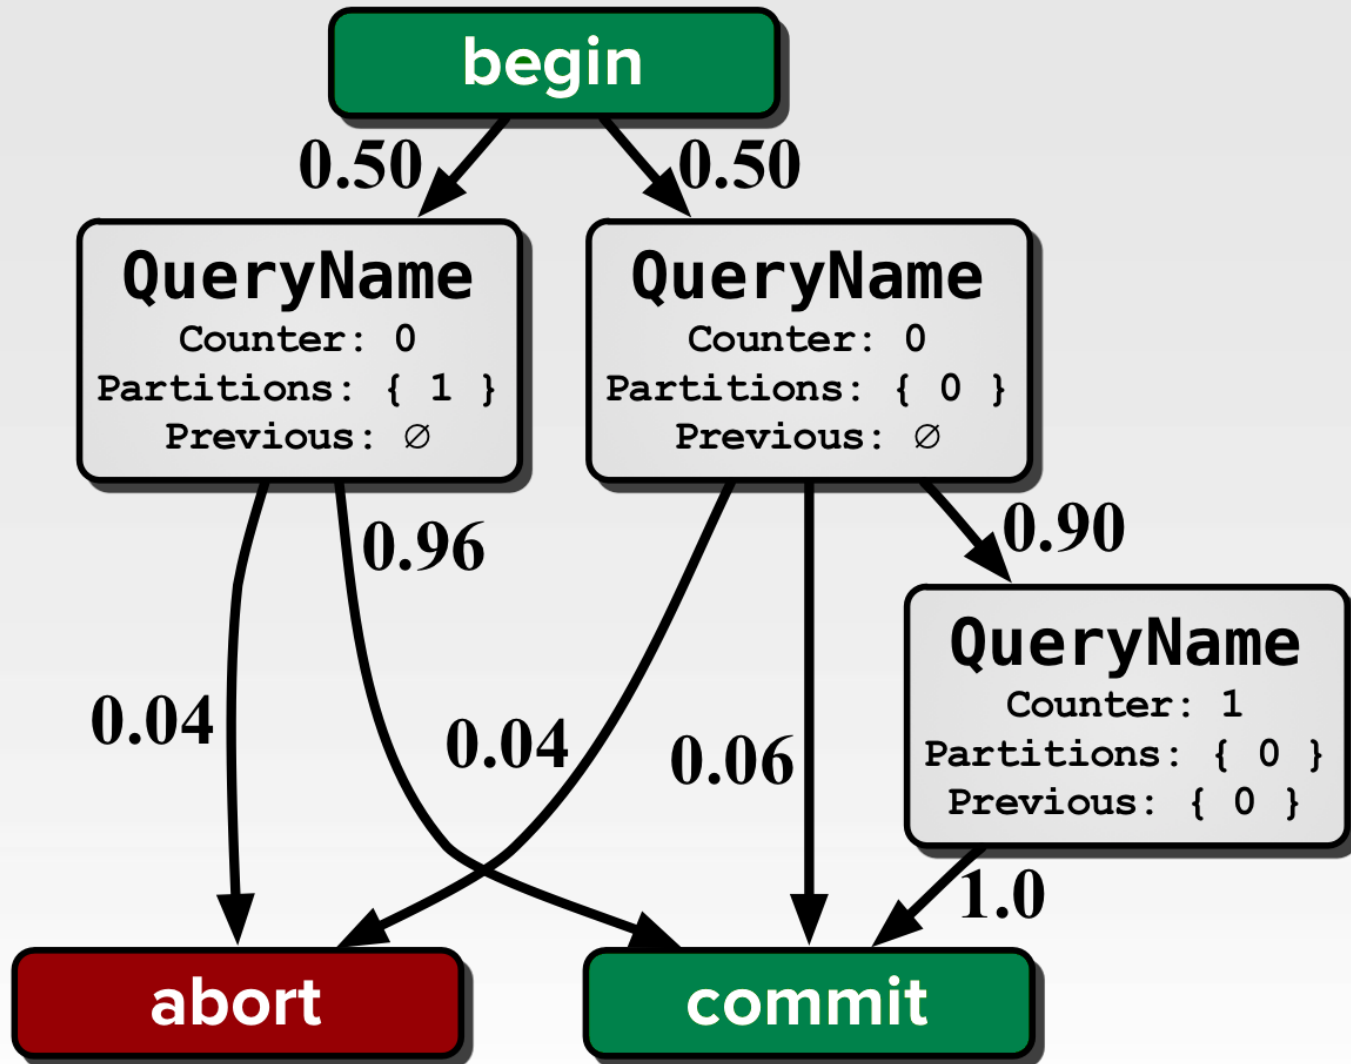 begin
0.50
0.50
QueryName
Counter: 0
Partitions: { 1 }
Previous: ∅
QueryName
Counter: 0
Partitions: { 0 }
Previous: ∅
0.96
0.90
QueryName
Counter: 1
Partitions: { 0 }
Previous: { 0 }
0.04
0.04
0.06
1.0
abort
commit